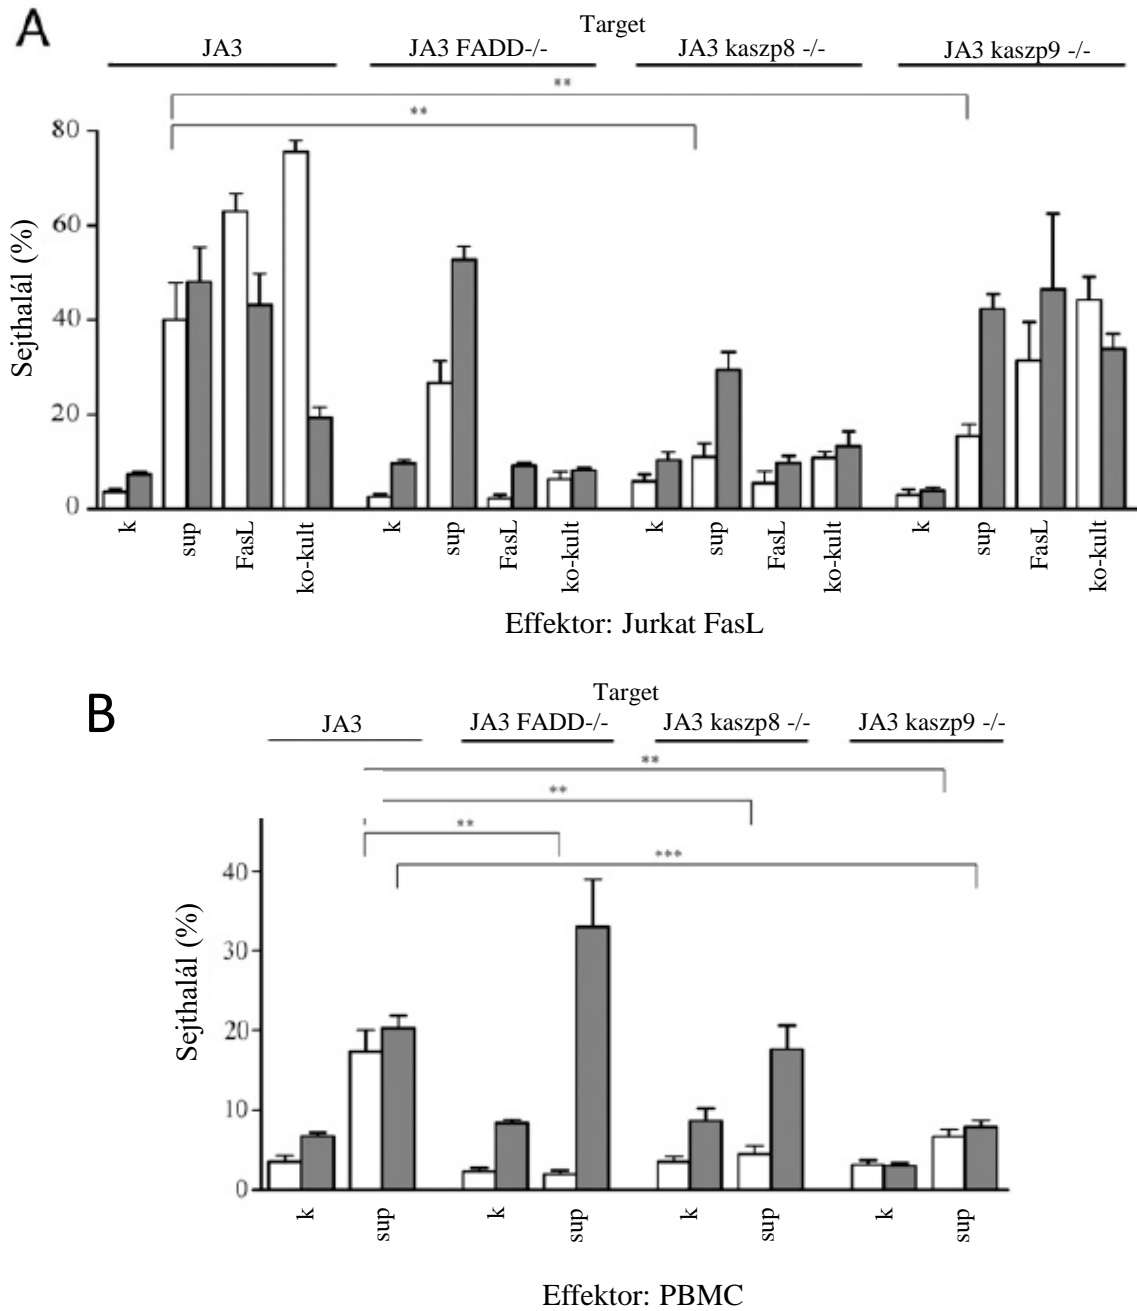 A
Target
JA3 JA3 FADD-/- JA3 kaszp8 -/- JA3 kaszp9 -/-
**
**
80
60
40
20
0
Sejthalál (%)
k sup FasL ko-kult k sup FasL ko-kult k sup FasL ko-kult k sup FasL ko-kult
Effektor: Jurkat FasL
B
Target
JA3 JA3 FADD-/- JA3 kaszp8 -/- JA3 kaszp9 -/-
**
**
**
***
40
30
20
10
0
Sejthalál (%)
k sup k sup k sup k sup
Effektor: PBMC